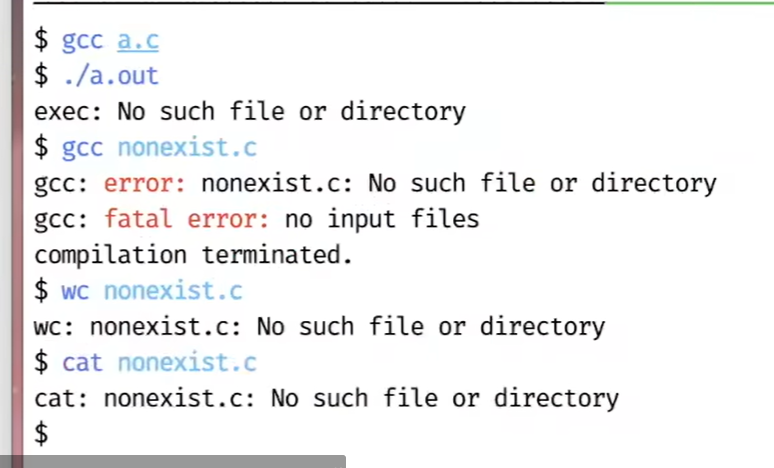 $ gcc a.c
$ ./a.out
exec: No such file or directory
$ gcc nonexist.c
gcc: error: nonexist.c: No such file or directory
gcc: fatal error: no input files
compilation terminated.
$ wc nonexist.c
wc: nonexist.c: No such file or directory
$ cat nonexist.c
cat: nonexist.c: No such file or directory
$